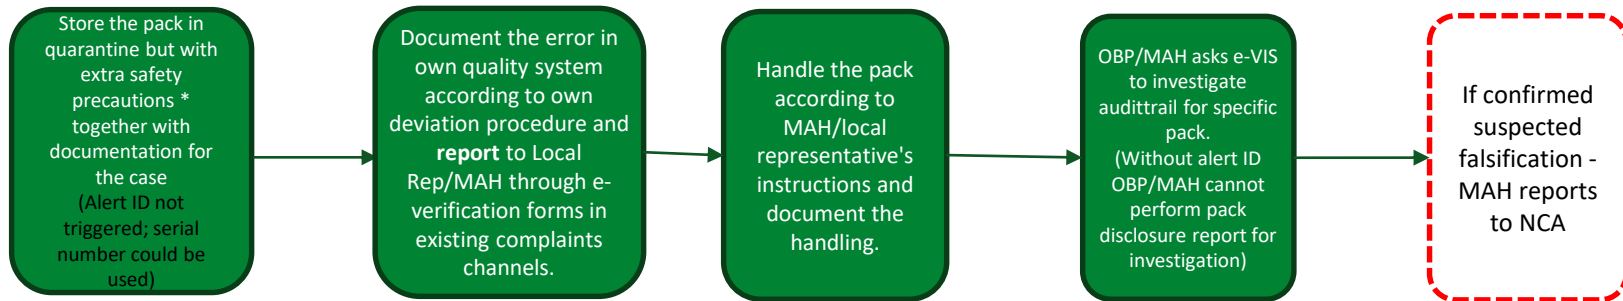 Store the pack in
quarantine but with
extra safety
precautions *
together with
documentation for
the case
(Alert ID not
triggered; serial
number could be
used)
Document the error in
own quality system
according to own
deviation procedure and
report to Local
Rep/MAH through e-
verification forms in
existing complaints
channels.
Handle the pack
according to
MAH/local
representative's
instructions and
document the
handling.
OBP/MAH asks e-VIS
to investigate
audittrail for specific
pack.
(Without alert ID
OBP/MAH cannot
perform pack
disclosure report for
investigation)
If confirmed
suspected
falsification -
MAH reports
to NCA